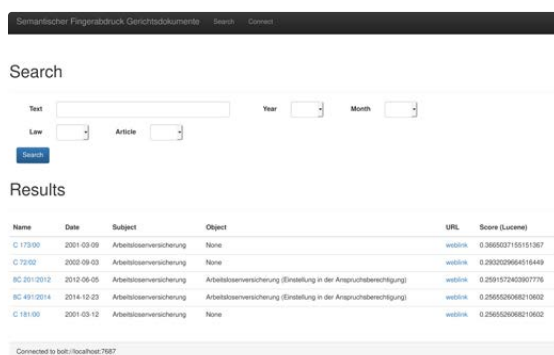 Semantischer Fingerabdruck Gerichtsdokumente Search Connect
Search
Text Year Month
Law Article
Search
Results
Name Date Subject Object URL Score (Lucene)
C 173/00 2001-03-09 Arbeitslosenversicherung None weblink 0.3665037155151367
C 72/02 2002-09-03 Arbeitslosenversicherung None weblink 0.2932029664516449
8C 201/2012 2012-06-05 Arbeitslosenversicherung Arbeitslosenversicherung (Einstellung in der Anspruchsberechtigung) weblink 0.2591572403907776
8C 491/2014 2014-12-23 Arbeitslosenversicherung Arbeitslosenversicherung (Einstellung in der Anspruchsberechtigung) weblink 0.2565526068210602
C 181/00 2001-03-12 Arbeitslosenversicherung None weblink 0.2565526068210602
Connected to bolt://localhost:7687